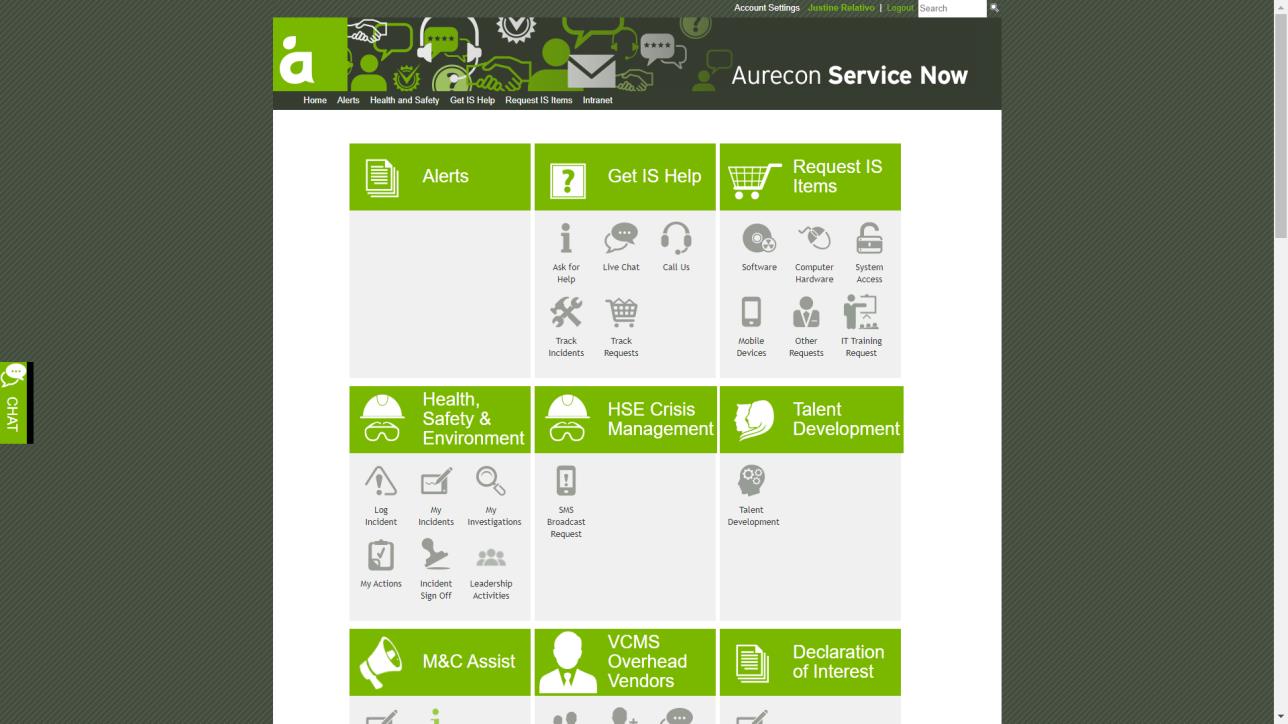 Account Settings Justine Relativo | Logout Search
a
Aurecon Service Now
Home Alerts Health and Safety Get IS Help Request IS Items Intranet
Alerts
Get IS Help
Request IS
Items
Ask for
Help
Live Chat
Call Us
Track
Incidents
Track
Requests
Software
Computer
Hardware
System
Access
Mobile
Devices
Other
Requests
IT Training
Request
CHAT
Health,
Safety &
Environment
HSE Crisis
Management
Talent
Development
Log
Incident
My
Incidents
My
Investigations
My Actions
Incident
Sign Off
Leadership
Activities
SMS
Broadcast
Request
Talent
Development
M&C Assist
VCMS
Overhead
Vendors
Declaration
of Interest